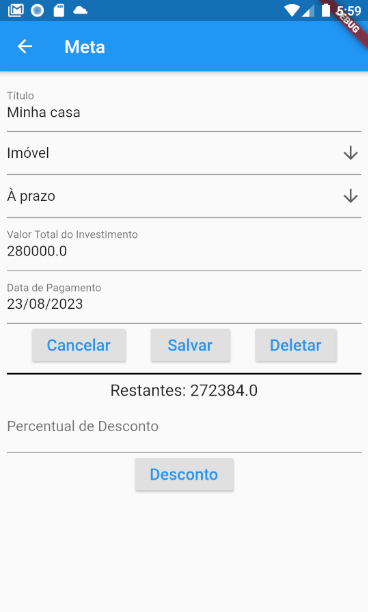 5:59
DEBUG
Meta
Título
Minha casa
Imóvel
À prazo
Valor Total do Investimento
280000.0
Data de Pagamento
23/08/2023
Cancelar Salvar Deletar
Restantes: 272384.0
Percentual de Desconto
Desconto